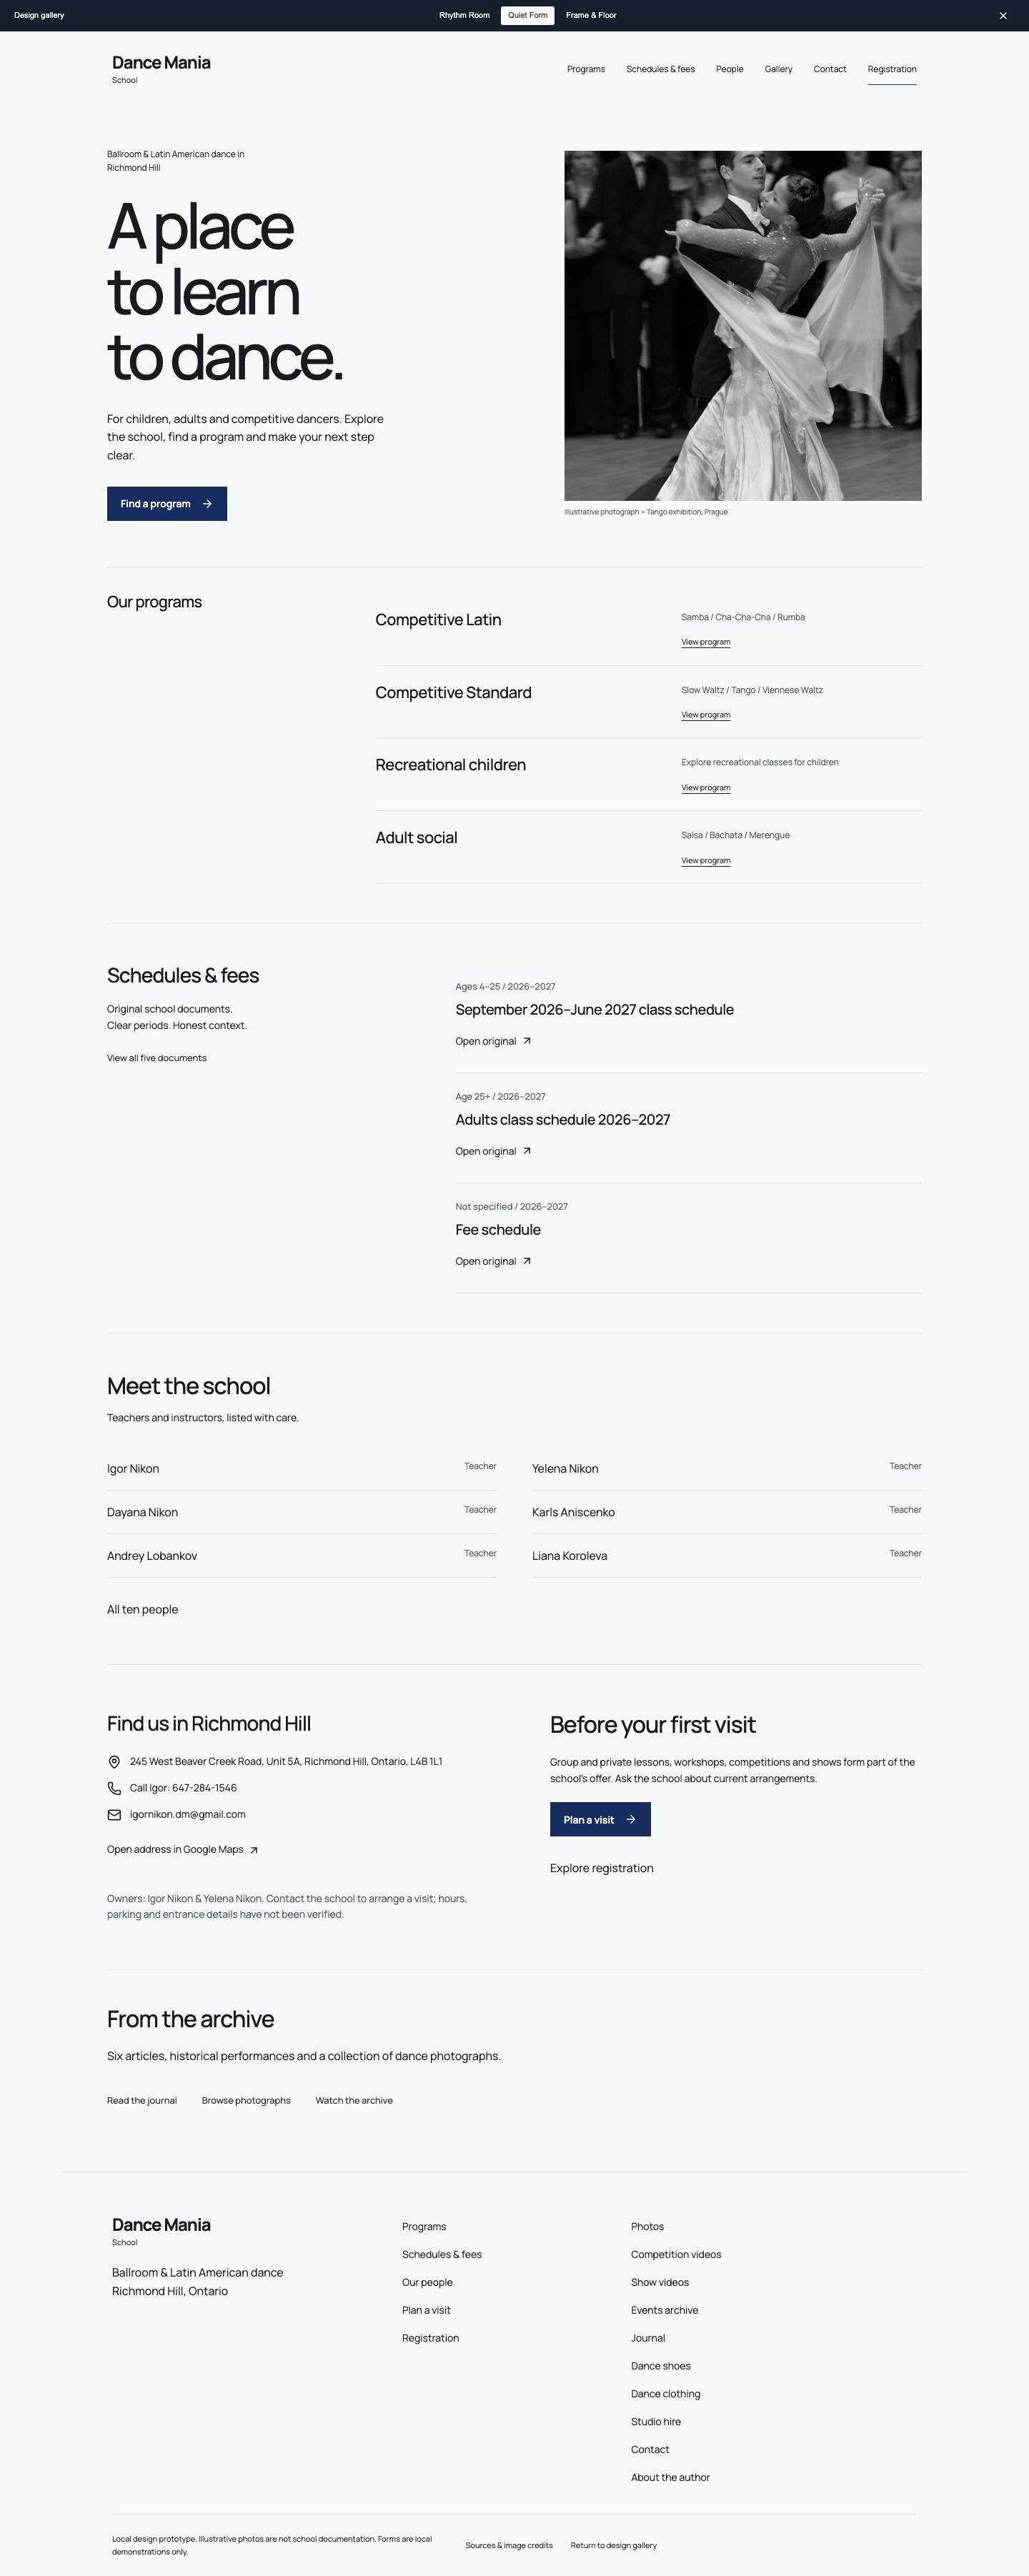 Design gallery
Rhythm Room
Quiet Form
Frame & Floor
Dance Mania
School
Programs
Schedules & fees
People
Gallery
Contact
Registration
Ballroom & Latin American dance in
Richmond Hill
A place
to learn
to dance.
For children, adults and competitive dancers. Explore
the school, find a program and make your next step
clear.
Find a program
Illustrative photograph • Tango exhibition, Prague
Our programs
Competitive Latin
Samba / Cha-Cha-Cha / Rumba
View program
Competitive Standard
Slow Waltz / Tango / Viennese Waltz
View program
Recreational children
Explore recreational classes for children
View program
Adult social
Salsa / Bachata / Merengue
View program
Schedules & fees
Original school documents.
Clear periods. Honest context.
View all five documents
Ages 4–25 / 2026–2027
September 2026–June 2027 class schedule
Open original
Age 25+ / 2026–2027
Adults class schedule 2026–2027
Open original
Not specified / 2026–2027
Fee schedule
Open original
Meet the school
Teachers and instructors, listed with care.
Igor Nikon
Teacher
Yelena Nikon
Teacher
Dayana Nikon
Teacher
Karls Aniscenko
Teacher
Andrey Lobankov
Teacher
Liana Koroleva
Teacher
All ten people
Find us in Richmond Hill
245 West Beaver Creek Road, Unit 5A, Richmond Hill, Ontario, L4B 1L1
Call Igor: 647-284-1546
igornikon.dm@gmail.com
Open address in Google Maps
Owners: Igor Nikon & Yelena Nikon. Contact the school to arrange a visit; hours,
parking and entrance details have not been verified.
Before your first visit
Group and private lessons, workshops, competitions and shows form part of the
school's offer. Ask the school about current arrangements.
Plan a visit
Explore registration
From the archive
Six articles, historical performances and a collection of dance photographs.
Read the journal
Browse photographs
Watch the archive
Dance Mania
School
Ballroom & Latin American dance
Richmond Hill, Ontario
Programs
Schedules & fees
Our people
Plan a visit
Registration
Photos
Competition videos
Show videos
Events archive
Journal
Dance shoes
Dance clothing
Studio hire
Contact
About the author
Local design prototype. Illustrative photos are not school documentation. Forms are local
demonstrations only.
Sources & image credits
Return to design gallery